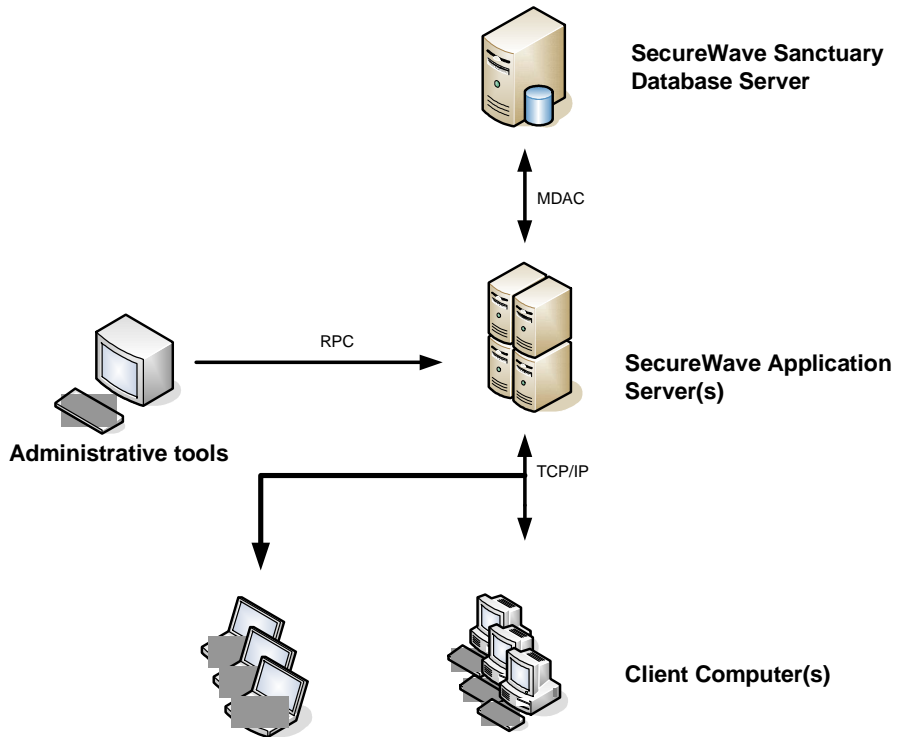 SecureWave Sanctuary
Database Server
MDAC
RPC
SecureWave Application
Server(s)
Administrative tools
TCP/IP
Client Computer(s)